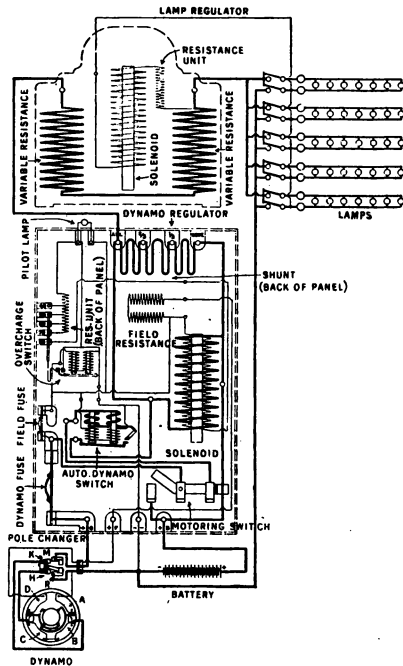 LAMP REGULATOR
RESISTANCE
UNIT
VARIABLE RESISTANCE
SOLENOID
VARIABLE RESISTANCE
LAMPS
PILOT LAMP
DYNAMO REGULATOR
SHUNT
(BACK OF PANEL)
OVERCHARGE
SWITCH
RES. UNIT
(BACK OF PANEL)
FIELD
RESISTANCE
FIELD FUSE
SOLENOID
AUTO. DYNAMO
SWITCH
DYNAMO FUSE
MOTORING SWITCH
POLE CHANGER
K
M
H
R
D
A
C
B
BATTERY
DYNAMO